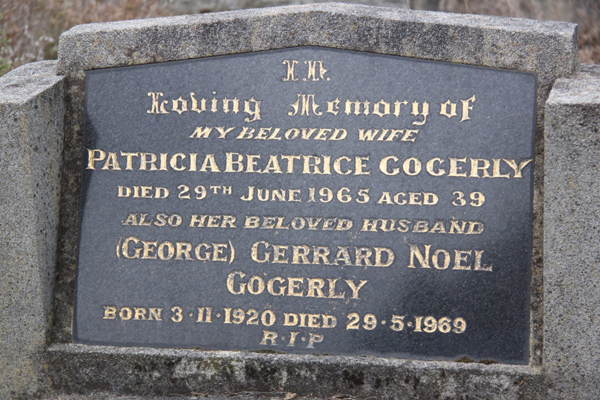 In
Loving Memory of
MY BELOVED WIFE
PATRICIA BEATRICE GOGERLY
DIED 29TH JUNE 1965 AGED 39
ALSO HER BELOVED HUSBAND
(GEORGE) GERRARD NOEL
GOGERLY
BORN 3·11·1920 DIED 29·5·1969
R·I·P